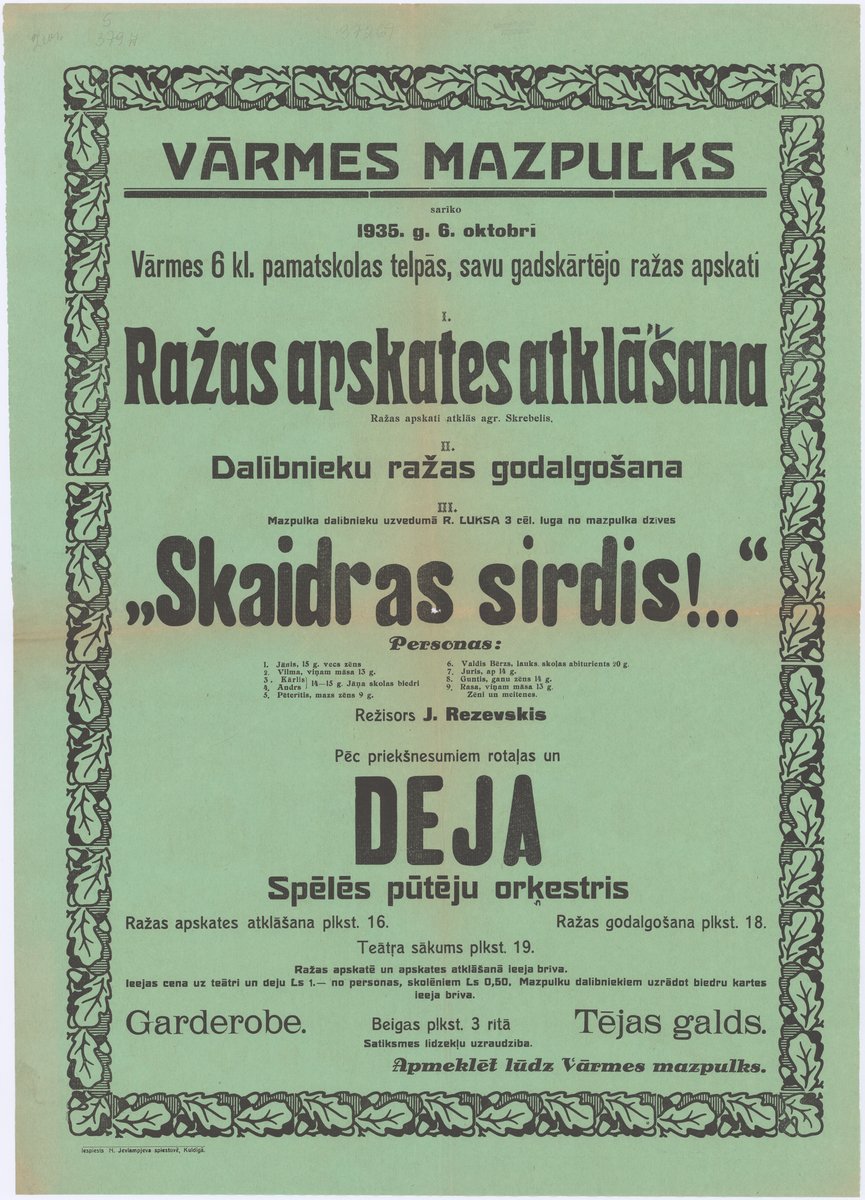 5
379H
37267
VĀRMES MAZPULKS
sarīko
1935. g. 6. oktobrī
Vārmes 6 kl. pamatskolas telpās, savu gadskārtējo ražas apskati
I.
Ražas apskates atklāšana
Ražas apskati atklās agr. Skrebelis.
II.
Dalībnieku ražas godalgošana
III.
Mazpulka dalībnieku uzvedumā R. LUKSA 3 cēl. luga no mazpulka dzīves
„Skaidras sirdis!..“
Personas:
1. Jānis, 15 g. vecs zēns
2. Vilma, viņam māsa 13 g.
3. Kārlis
4. Andrs
14—15 g. Jāņa skolas biedri
5. Pēterītis, mazs zēns 9 g.
6. Valdis Bērzs, lauks. skolas abiturients 20 g.
7. Juris, ap 14 g.
8. Guntis, ganu zēns 14 g.
9. Rasa, viņam māsa 13 g.
Zēni un meitenes.
Režisors J. Rezevskis
Pēc priekšnesumiem rotaļas un
DEJA
Spēlēs pūtēju orķestris
Ražas apskates atklāšana plkst. 16.
Ražas godalgošana plkst. 18.
Teātŗa sākums plkst. 19.
Ražas apskatē un apskates atklāšanā ieeja brīva.
Ieejas cena uz teātri un deju Ls 1.— no personas, skolēniem Ls 0,50. Mazpulku dalībniekiem uzrādot biedru kartes
ieeja brīva.
Garderobe.
Beigas plkst. 3 rītā
Tējas galds.
Satiksmes līdzekļu uzraudzība.
Apmeklēt lūdz Vārmes mazpulks.
Iespiests N. Jevlampjeva spiestuvē, Kuldīgā.